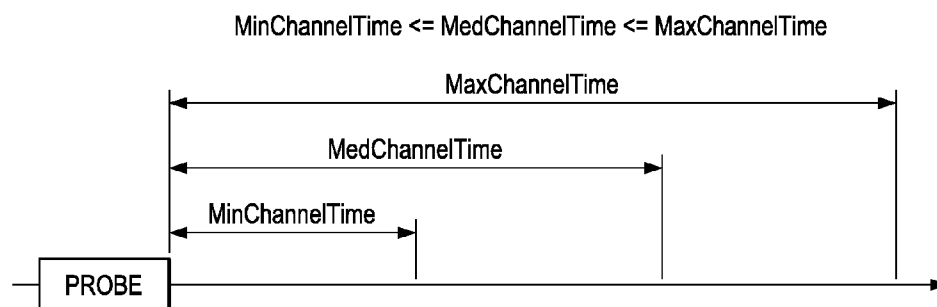 MinChannelTime <= MedChannelTime <= MaxChannelTime
MaxChannelTime
MedChannelTime
MinChannelTime
PROBE